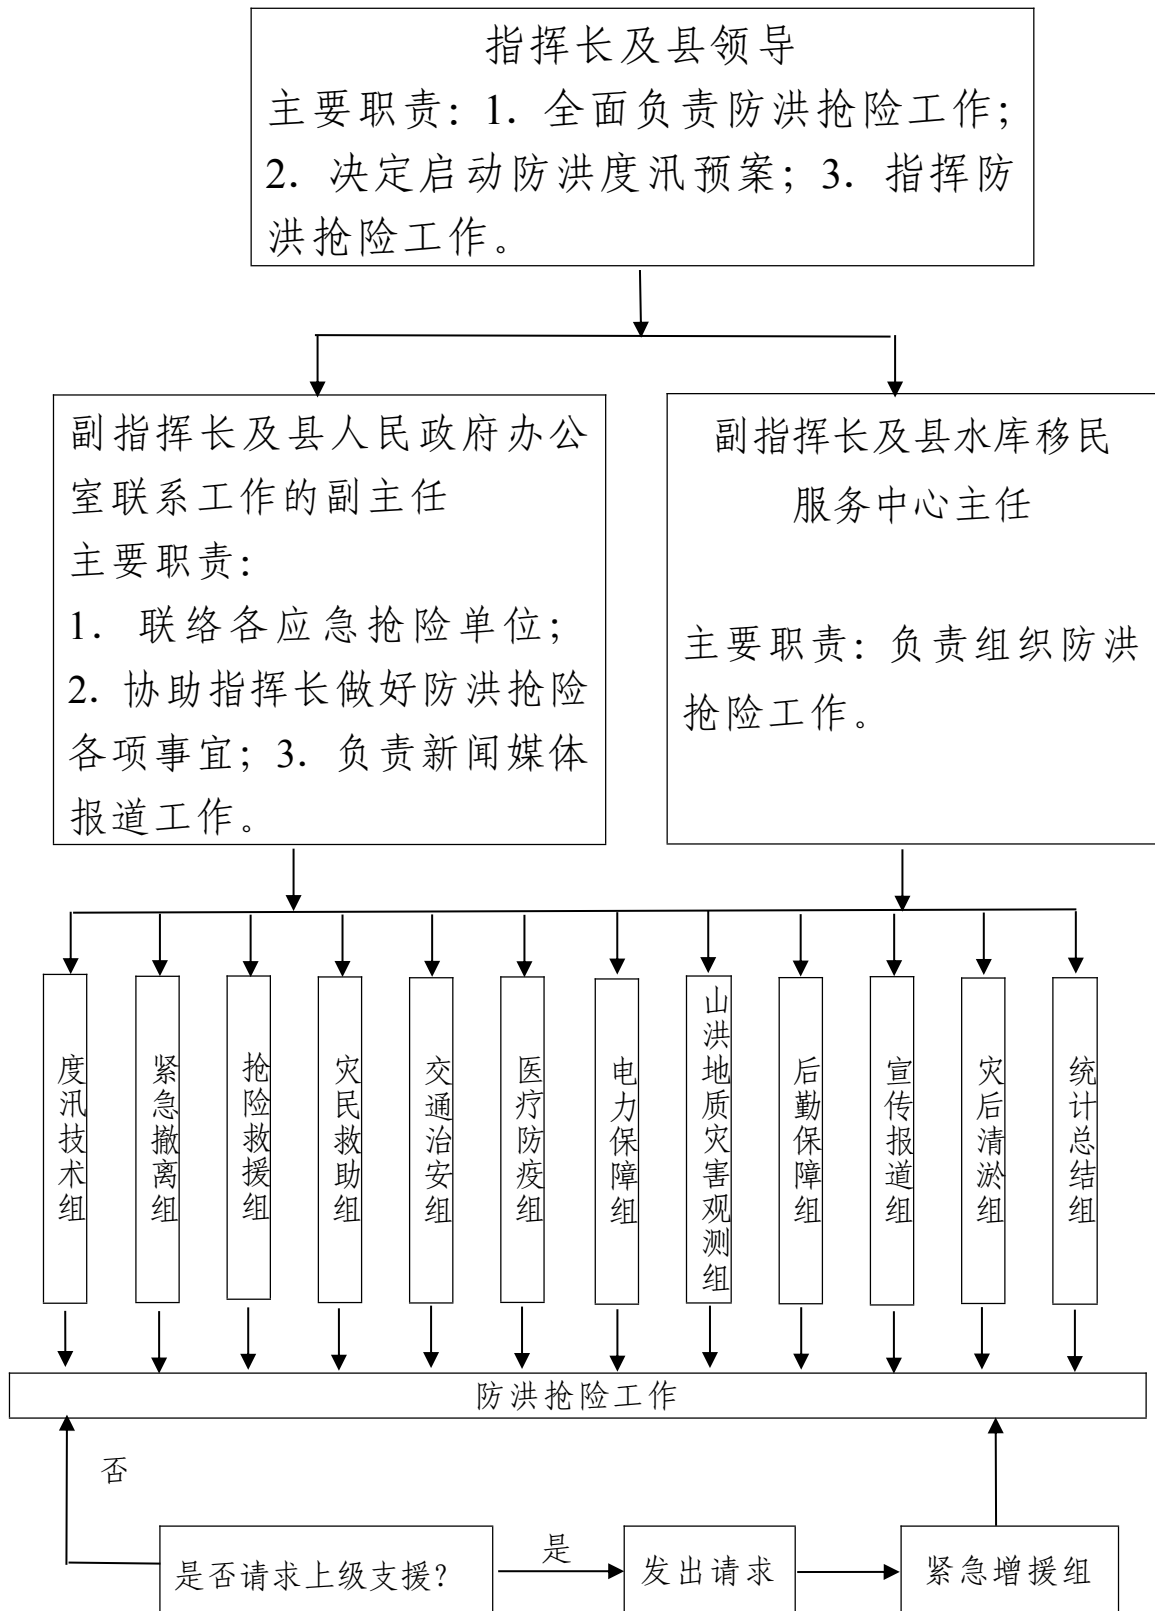 指挥长及县领导
主要职责：1. 全面负责防洪抢险工作；
2. 决定启动防洪度汛预案；3. 指挥防
洪抢险工作。
副指挥长及县人民政府办公
室联系工作的副主任
主要职责：
1. 联络各应急抢险单位；
2. 协助指挥长做好防洪抢险
各项事宜；3. 负责新闻媒体
报道工作。
副指挥长及县水库移民
服务中心主任
主要职责：负责组织防洪
抢险工作。
度汛技术组
紧急撤离组
抢险救援组
灾民救助组
交通治安组
医疗防疫组
电力保障组
山洪地质灾害观测组
后勤保障组
宣传报道组
灾后清淤组
统计总结组
防洪抢险工作
否
是否请求上级支援？
是
发出请求
紧急增援组